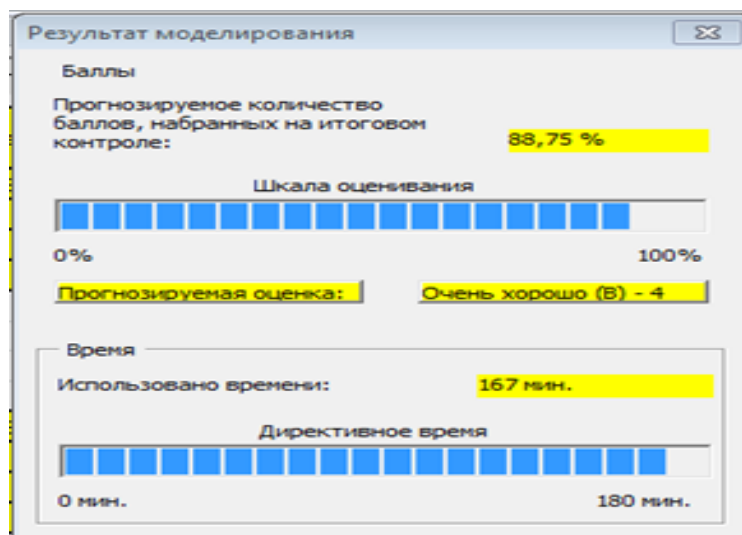 Результат моделирования
Баллы
Прогнозируемое количество
баллов, набранных на итоговом
контроле:
88,75 %
Шкала оценивания
0%
100%
Прогнозируемая оценка:
Очень хорошо (B) - 4
Время
Использовано времени:
167 мин.
Директивное время
0 мин.
180 мин.